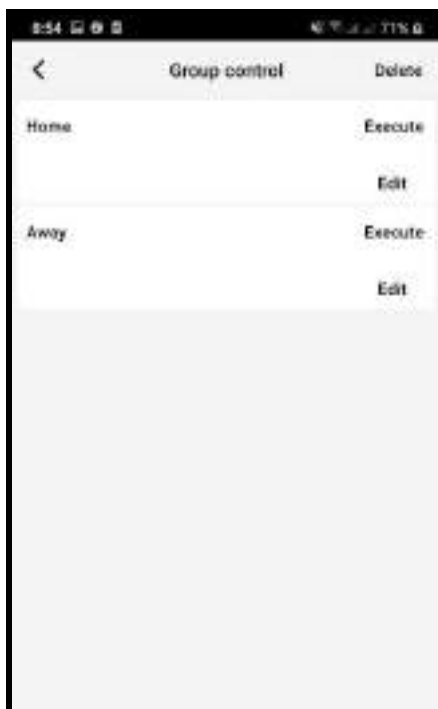 8:54 71%
Group control Delete
Home Execute
Edit
Away Execute
Edit